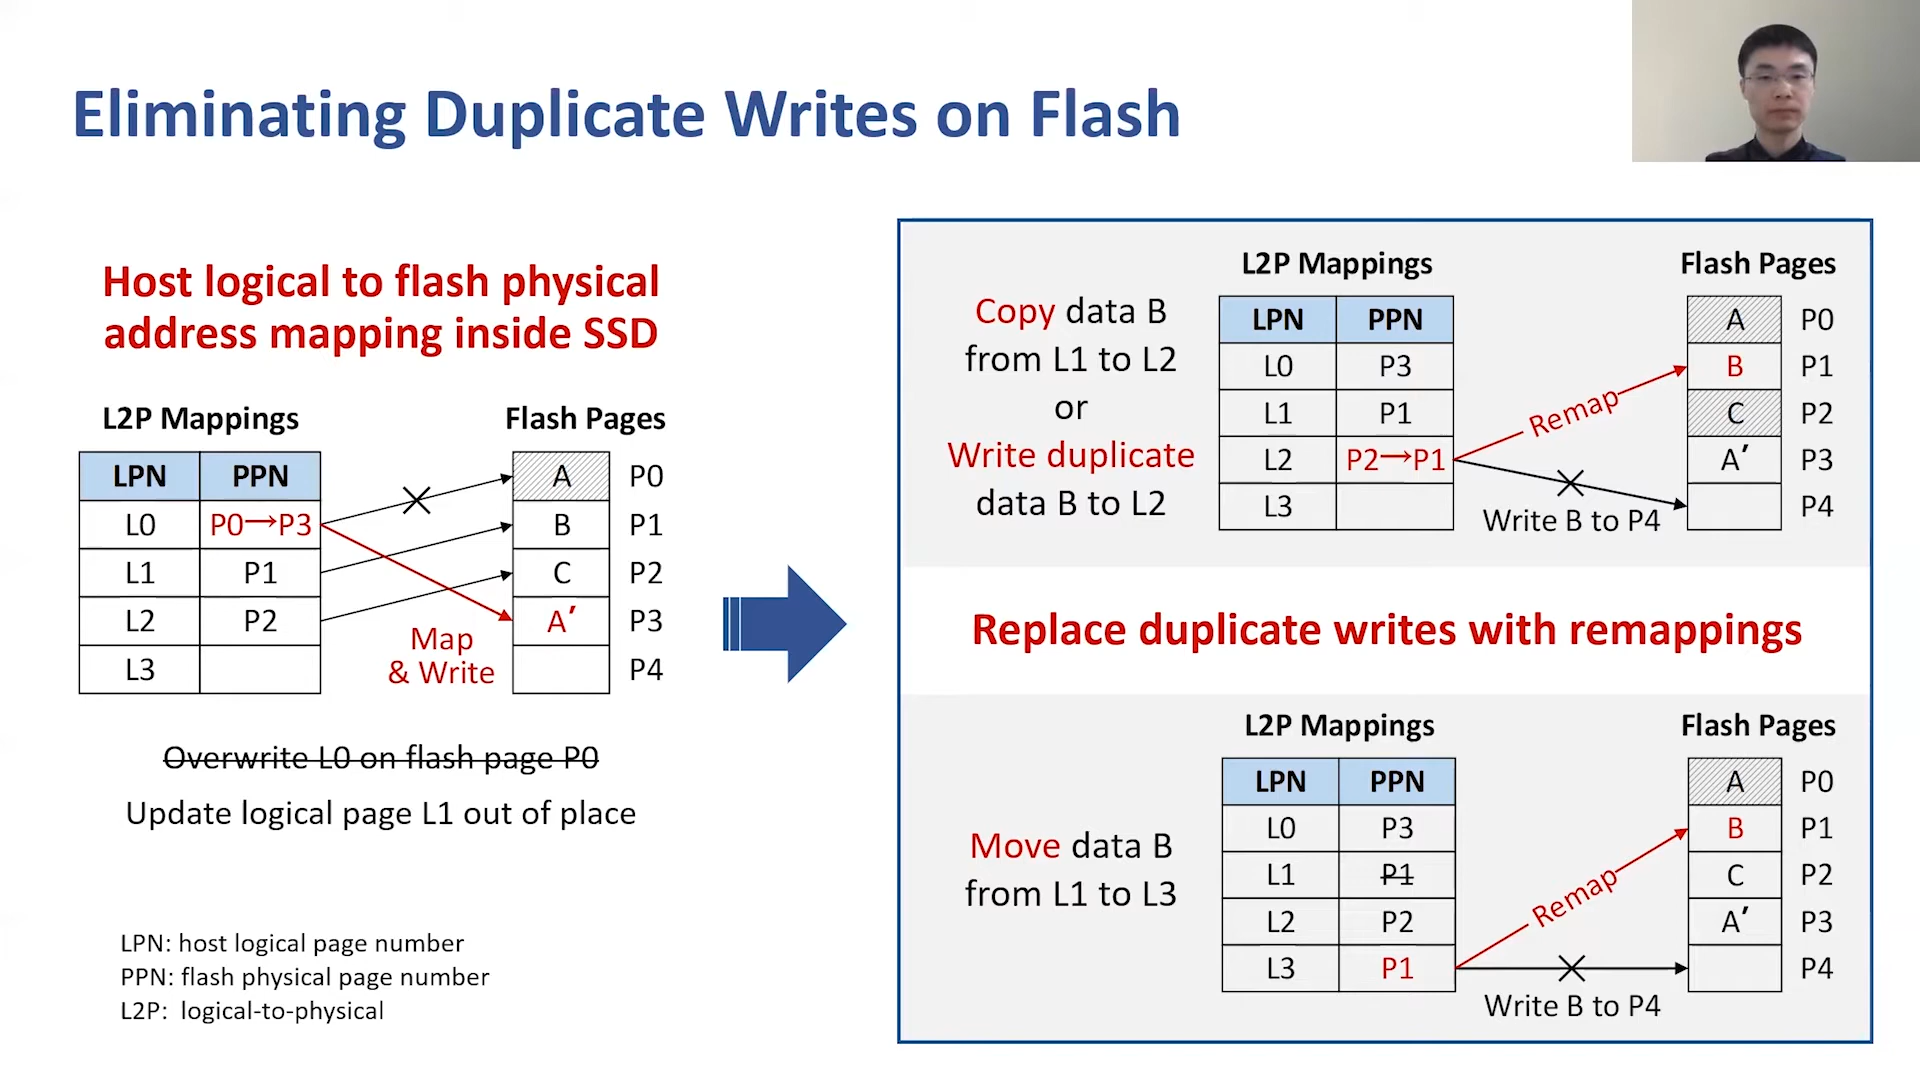 Eliminating Duplicate Writes on Flash
Host logical to flash physical
address mapping inside SSD
L2P Mappings
Flash Pages
LPN PPN
L0 P0→P3
L1 P1
L2 P2
L3
A P0
B P1
C P2
A′ P3
P4
Map
& Write
Overwrite L0 on flash page P0
Update logical page L1 out of place
LPN: host logical page number
PPN: flash physical page number
L2P: logical-to-physical
Copy data B
from L1 to L2
or
Write duplicate
data B to L2
L2P Mappings
Flash Pages
LPN PPN
L0 P3
L1 P1
L2 P2→P1
L3
Remap
Write B to P4
A P0
B P1
C P2
A′ P3
P4
Replace duplicate writes with remappings
Move data B
from L1 to L3
L2P Mappings
Flash Pages
LPN PPN
L0 P3
L1 P1
L2 P2
L3 P1
Remap
Write B to P4
A P0
B P1
C P2
A′ P3
P4